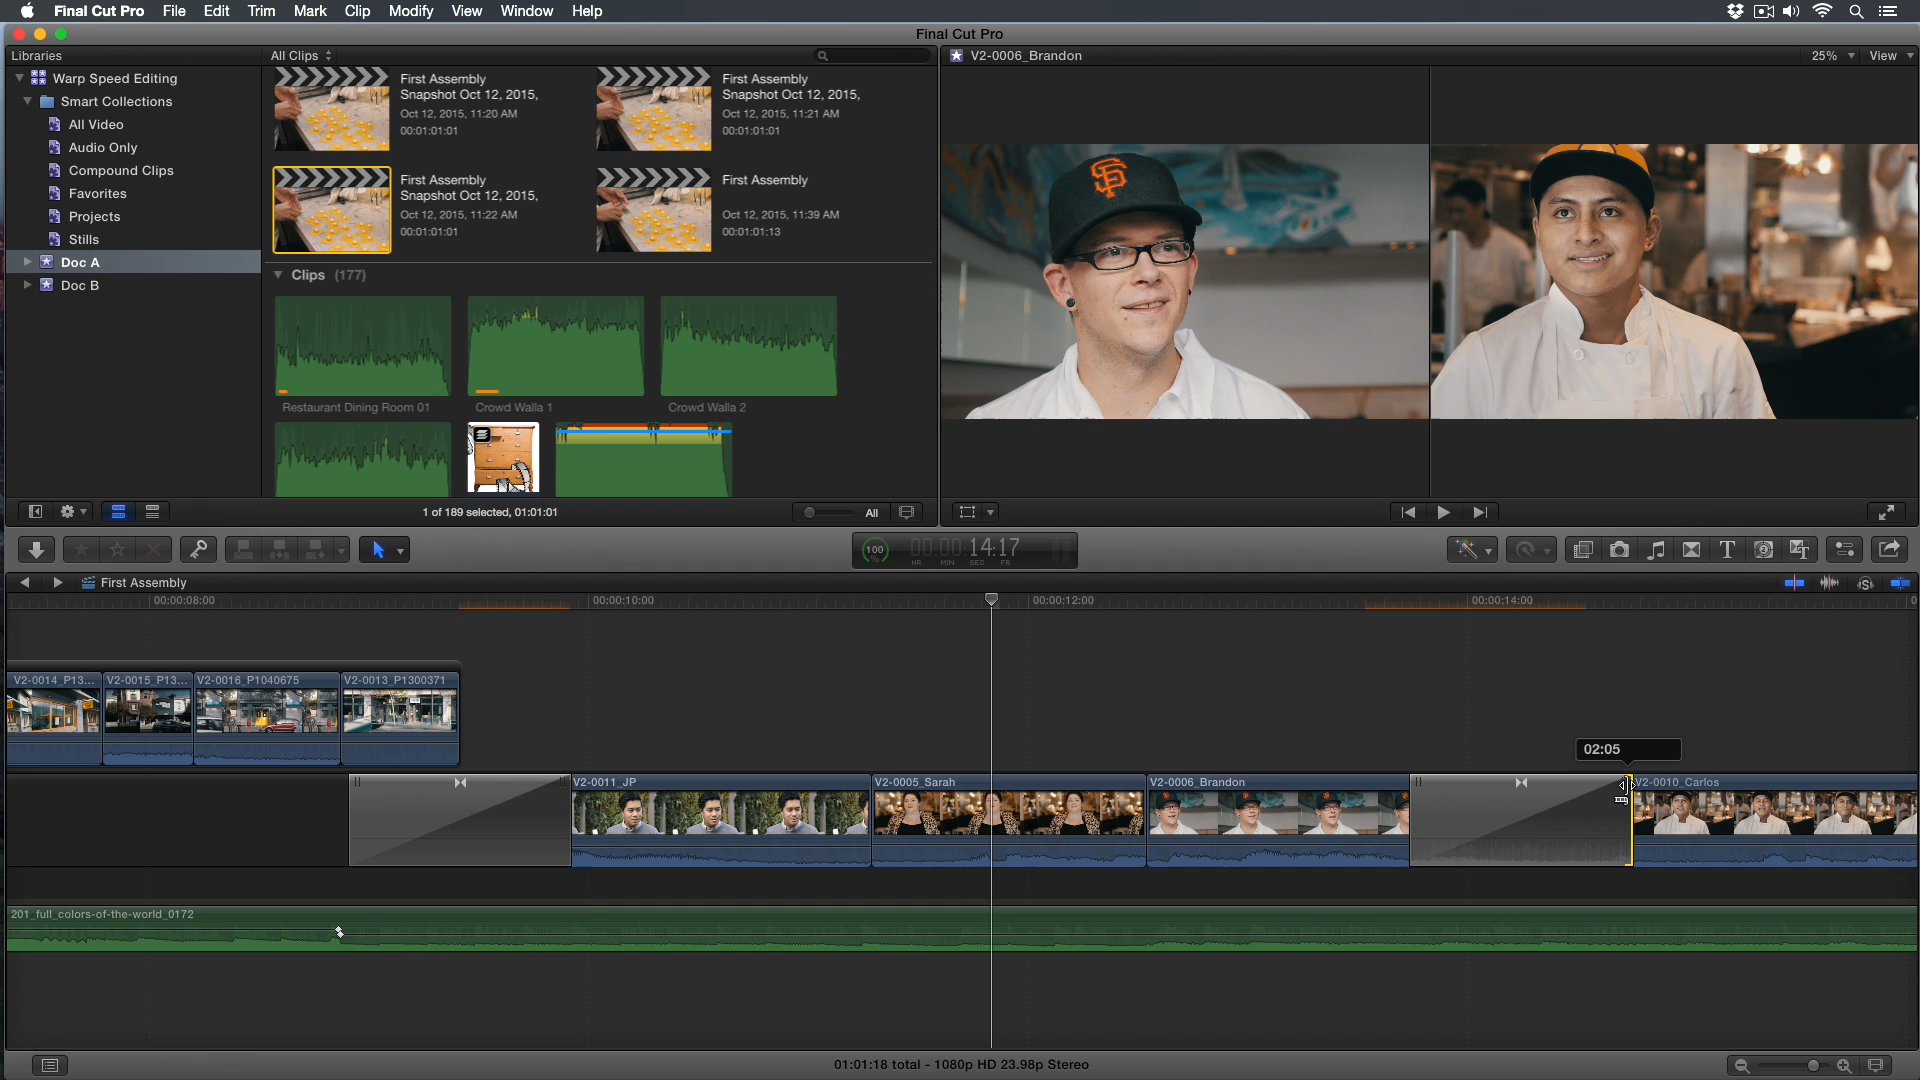 Final Cut Pro File Edit Trim Mark Clip Modify View Window Help
Final Cut Pro
Libraries
All Clips
V2-0006_Brandon
25%
View
Warp Speed Editing
Smart Collections
All Video
Audio Only
Compound Clips
Favorites
Projects
Stills
Doc A
Doc B
First Assembly
Snapshot Oct 12, 2015,
Oct 12, 2015, 11:20 AM
00:01:01:01
First Assembly
Snapshot Oct 12, 2015,
Oct 12, 2015, 11:21 AM
00:01:01:01
First Assembly
Snapshot Oct 12, 2015,
Oct 12, 2015, 11:22 AM
00:01:01:01
First Assembly
Oct 12, 2015, 11:39 AM
00:01:01:13
Clips (177)
Restaurant Dining Room 01
Crowd Walla 1
Crowd Walla 2
SF
1 of 189 selected, 01:01:01
All
100
%
00:00:14:17
HR MIN SEC FR
First Assembly
00:00:08:00
00:00:10:00
00:00:12:00
00:00:14:00
0
V2-0014_P13...
V2-0015_P13...
V2-0016_P1040675
V2-0013_P1300371
02:05
V2-0011_JP
V2-0005_Sarah
V2-0006_Brandon
V2-0010_Carlos
201_full_colors-of-the-world_0172
01:01:18 total - 1080p HD 23.98p Stereo